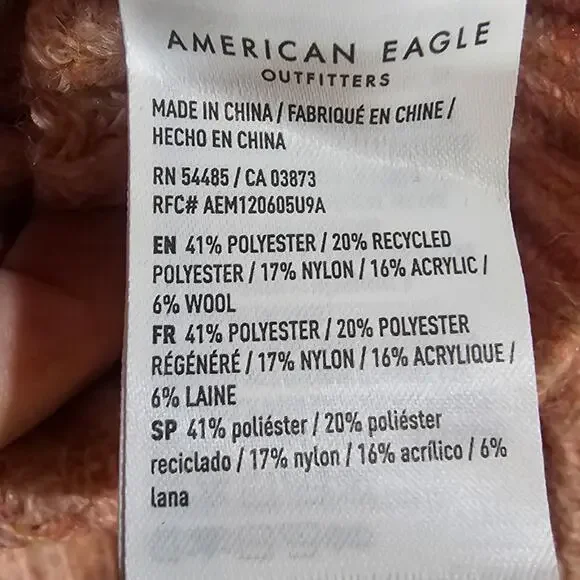 AMERICAN EAGLE
OUTFITTERS
MADE IN CHINA / FABRIQUÉ EN CHINE /
HECHO EN CHINA
RN 54485 / CA 03873
RFC# AEM120605U9A
EN 41% POLYESTER / 20% RECYCLED
POLYESTER / 17% NYLON / 16% ACRYLIC /
6% WOOL
FR 41% POLYESTER / 20% POLYESTER
RÉGÉNÉRÉ / 17% NYLON / 16% ACRYLIQUE /
6% LAINE
SP 41% poliéster / 20% poliéster
reciclado / 17% nylon / 16% acrílico / 6%
lana